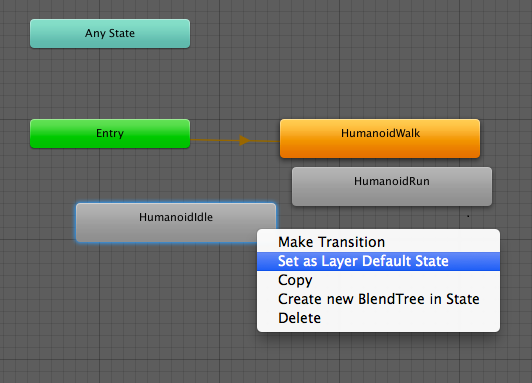 Any State
Entry
HumanoidWalk
HumanoidRun
HumanoidIdle
Make Transition
Set as Layer Default State
Copy
Create new BlendTree in State
Delete